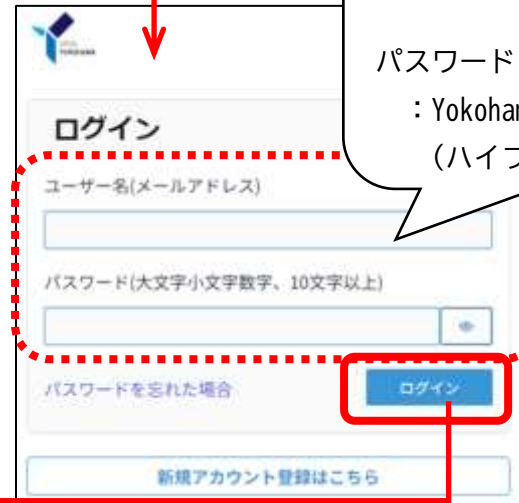 パスワード
：Yokohan
(ハイフ
ログイン
ユーザー名(メールアドレス)
パスワード(大文字小文字数字、10文字以上)
パスワードを忘れた場合
ログイン
新規アカウント登録はこちら